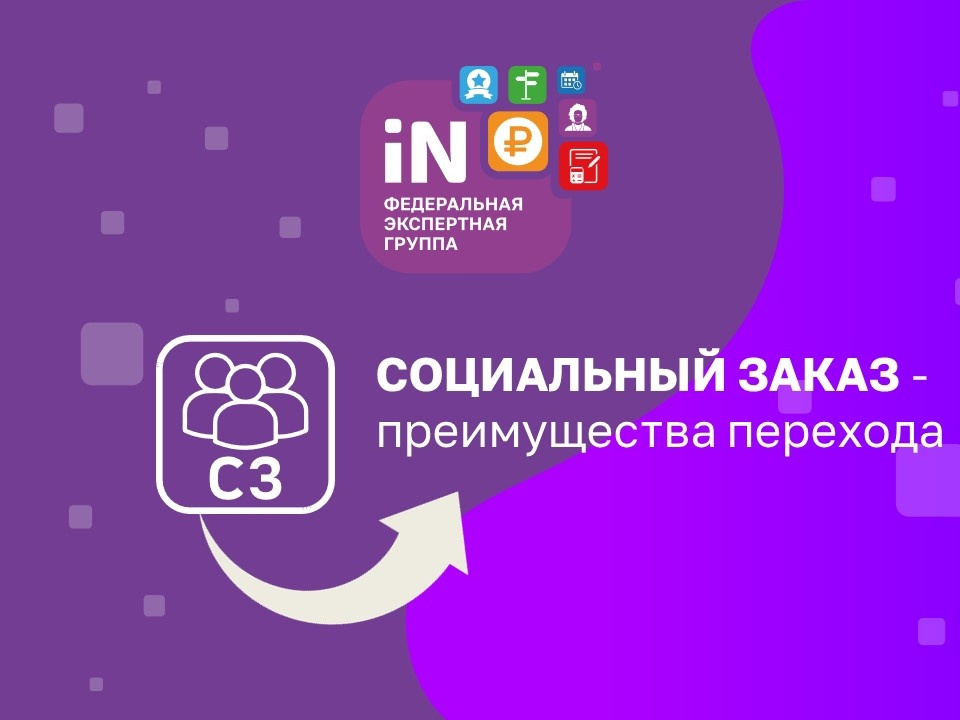 iN
ФЕДЕРАЛЬНАЯ
ЭКСПЕРТНАЯ
ГРУППА
СОЦИАЛЬНЫЙ ЗАКАЗ -
преимущества перехода
СЗ